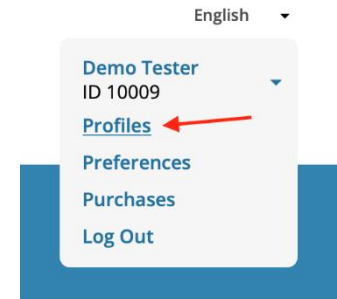 English
Demo Tester
ID 10009
Profiles
Preferences
Purchases
Log Out